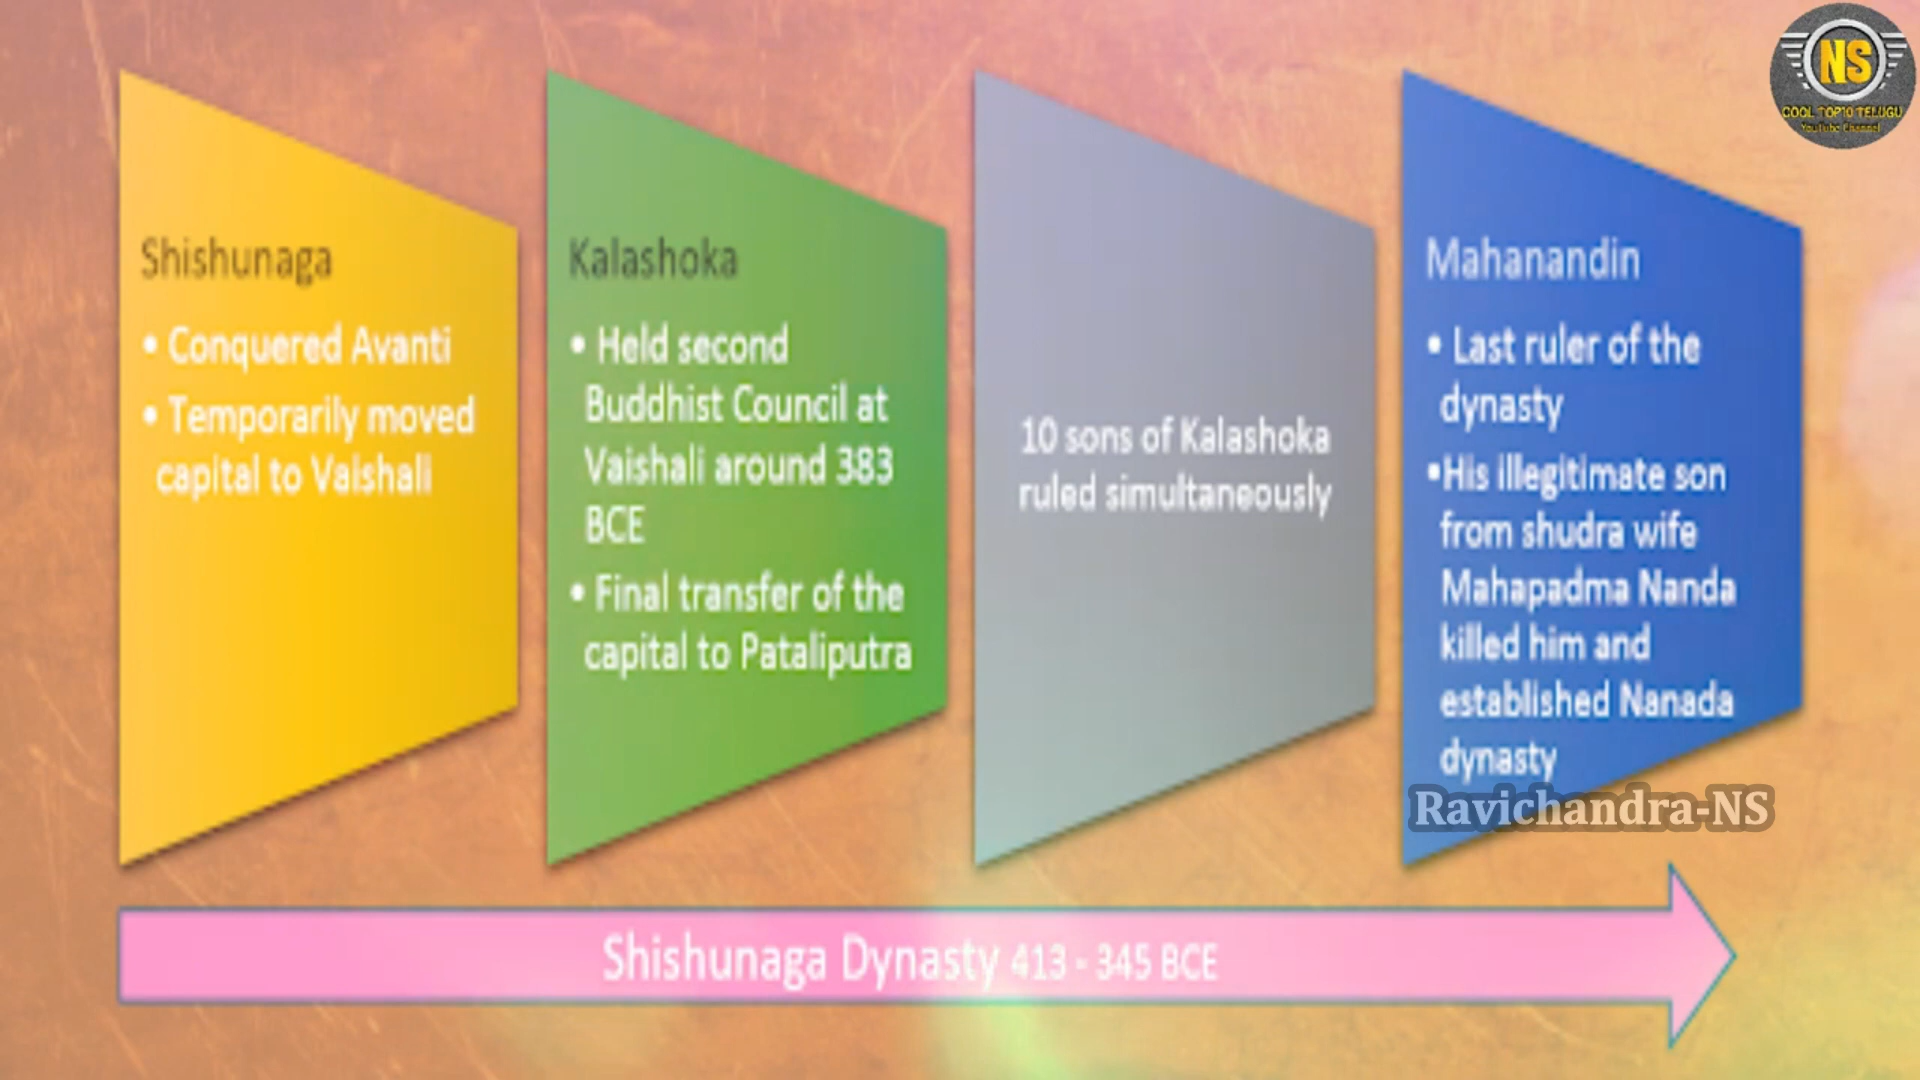 NS
COOL TOP10 TELUGU
YouTube Channel
Shishunaga
• Conquered Avanti
• Temporarily moved
capital to Vaishali
Kalashoka
• Held second
Buddhist Council at
Vaishali around 383
BCE
• Final transfer of the
capital to Pataliputra
10 sons of Kalashoka
ruled simultaneously
Mahanandin
• Last ruler of the
dynasty
•His illegitimate son
from shudra wife
Mahapadma Nanda
killed him and
established Nanada
dynasty
Ravichandra-NS
Shishunaga Dynasty 413 - 345 BCE